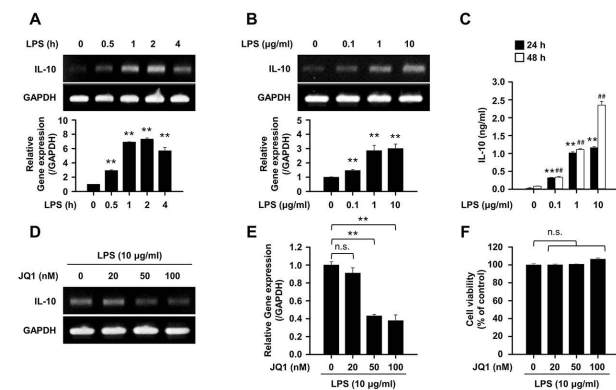 A
LPS (h) 0 0.5 1 2 4
IL-10
GAPDH
Relative
Gene expression
(/GAPDH)
10
8
6
4
2
0
**
**
**
**
LPS (h) 0 0.5 1 2 4
B
LPS (μg/ml) 0 0.1 1 10
IL-10
GAPDH
Relative
Gene expression
(/GAPDH)
4
3
2
1
0
**
**
**
LPS (μg/ml) 0 0.1 1 10
C
24 h
48 h
IL-10 (ng/ml)
3.0
2.5
2.0
1.5
1.0
0.5
0.0
** ##
** ##
** ##
LPS 0 0.1 1 10
(μg/ml)
D
LPS (10 μg/ml)
JQ1 (nM) 0 20 50 100
IL-10
GAPDH
E
Relative Gene expression
(/GAPDH)
1.4
1.2
1.0
0.8
0.6
0.4
0.2
0.0
**
**
n.s.
JQ1 (nM) 0 20 50 100
LPS (10 μg/ml)
F
Cell viability
(% of control)
120
100
80
60
40
20
0
n.s.
JQ1 (nM) 0 20 50 100
LPS (10 μg/ml)